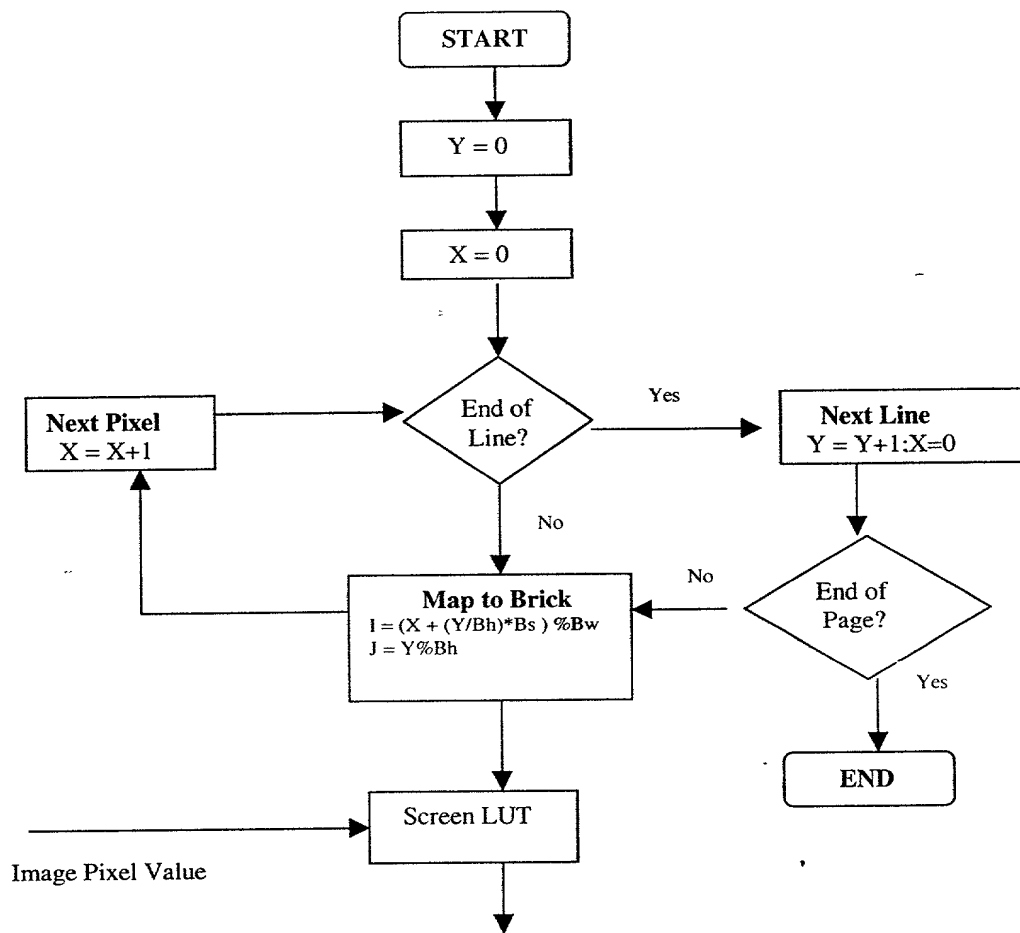 START
Y = 0
X = 0
End of
Line?
Yes
Next Pixel
X = X+1
Next Line
Y = Y+1:X=0
No
No
Map to Brick
I = (X + (Y/Bh)*Bs ) %Bw
J = Y%Bh
End of
Page?
Yes
END
Screen LUT
Image Pixel Value